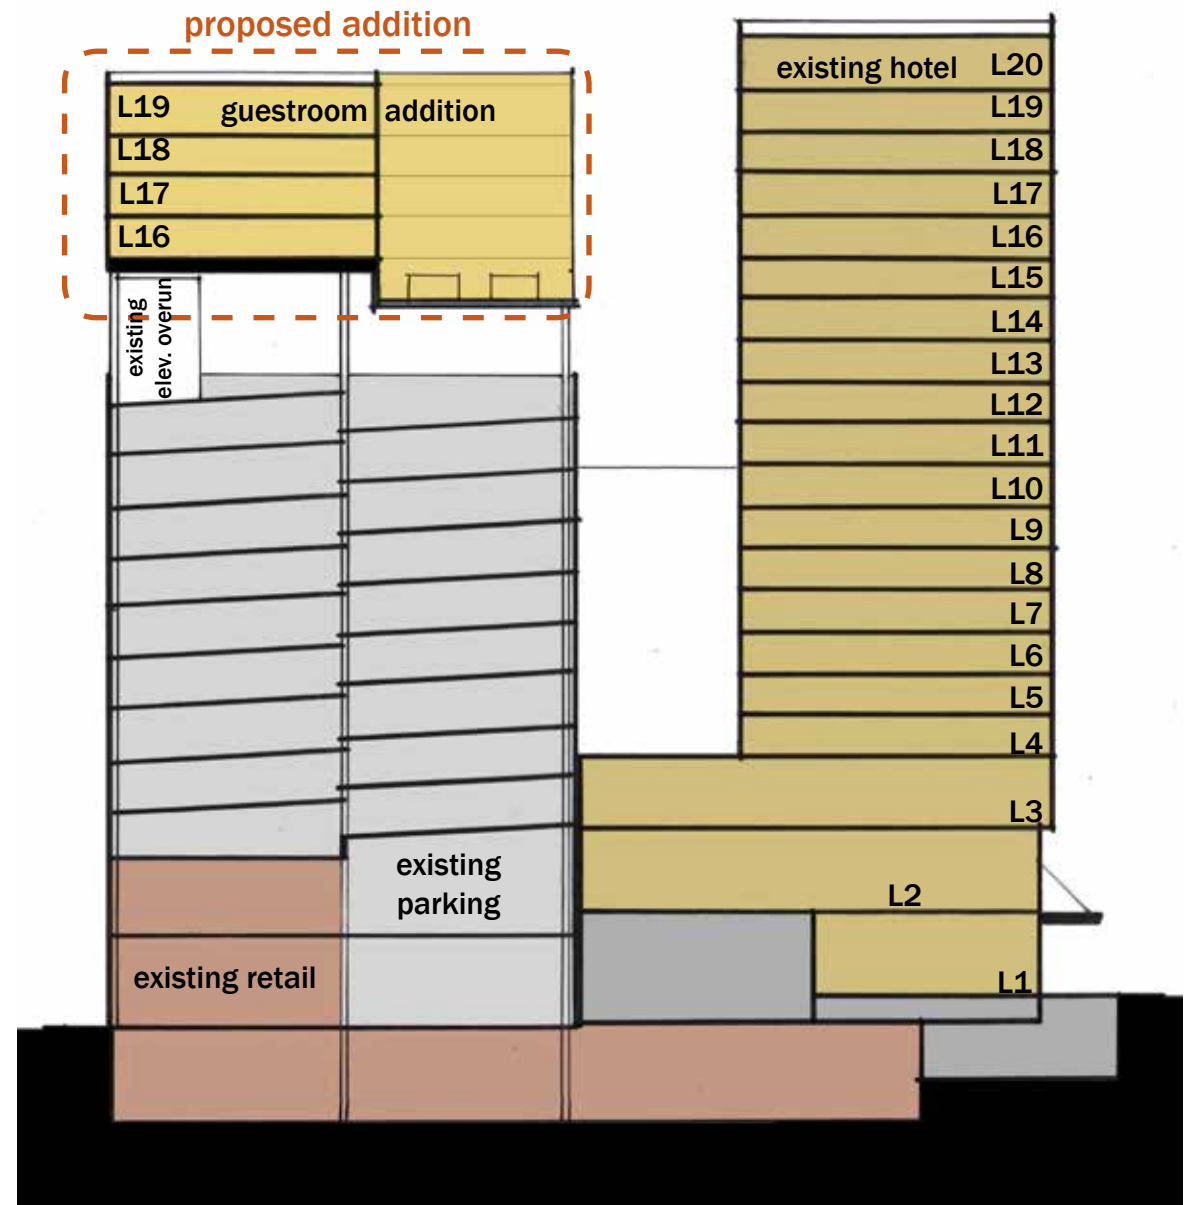 proposed addition
L19 guestroom addition
L18
L17
L16
existing
elev. overun
existing
parking
existing retail
existing hotel L20
L19
L18
L17
L16
L15
L14
L13
L12
L11
L10
L9
L8
L7
L6
L5
L4
L3
L2
L1